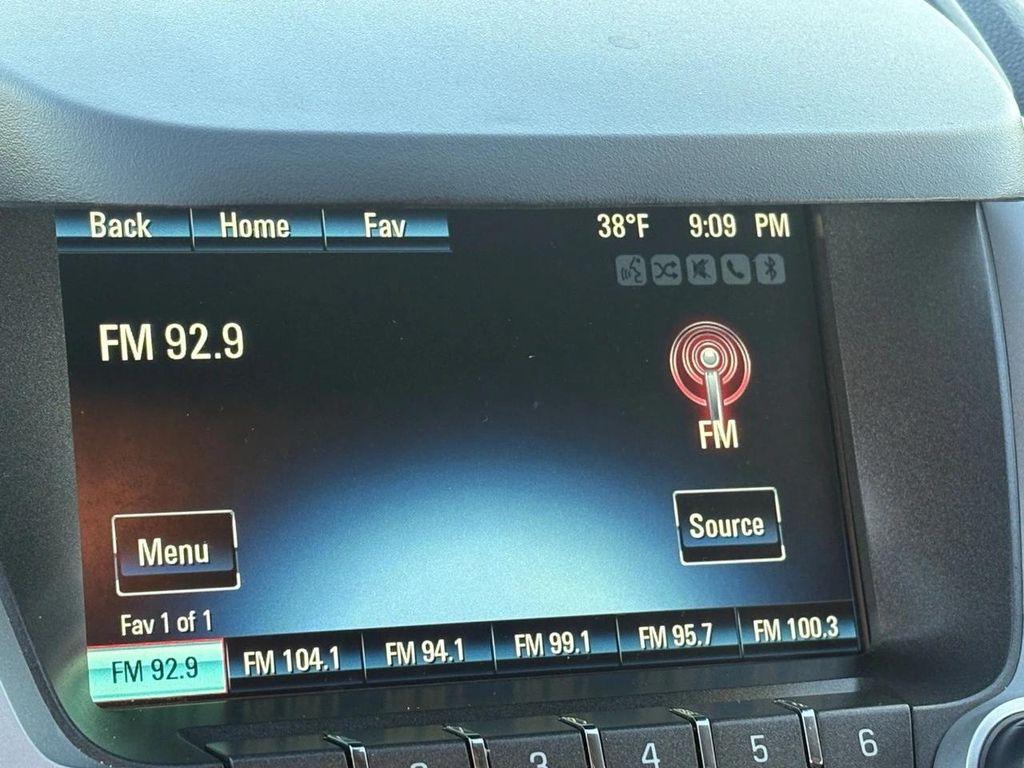 Back Home Fav 38°F 9:09 PM
FM 92.9
FM
Menu Source
Fav 1 of 1
FM 92.9 FM 104.1 FM 94.1 FM 99.1 FM 95.7 FM 100.3
3 4 5 6